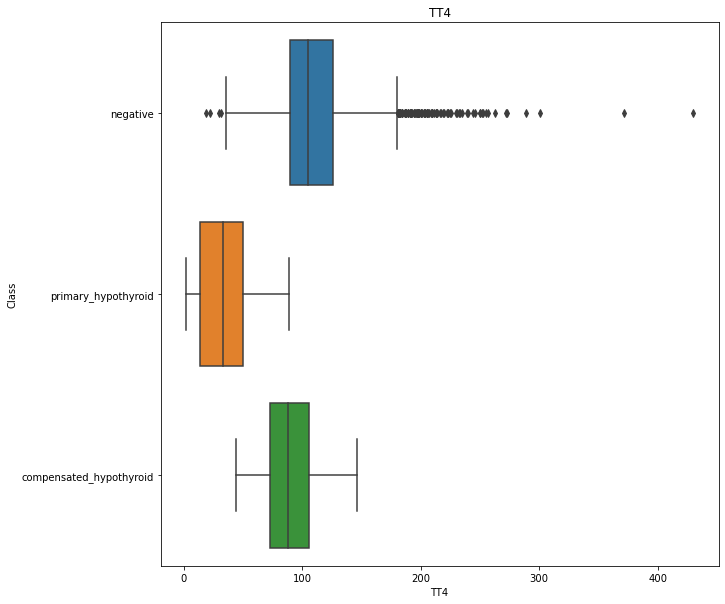 TT4
negative
primary_hypothyroid
compensated_hypothyroid
Class
0 100 200 300 400
TT4